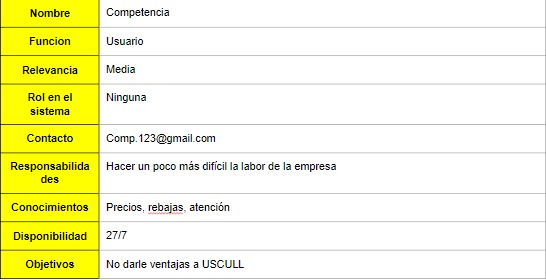 Nombre Competencia
Funcion Usuario
Relevancia Media
Rol en el Ninguna
sistema
Contacto Comp.123@gmail.com
Responsabilida Hacer un poco más difícil la labor de la empresa
des
Conocimientos Precios, rebajas, atención
Disponibilidad 27/7
Objetivos No darle ventajas a USCULL